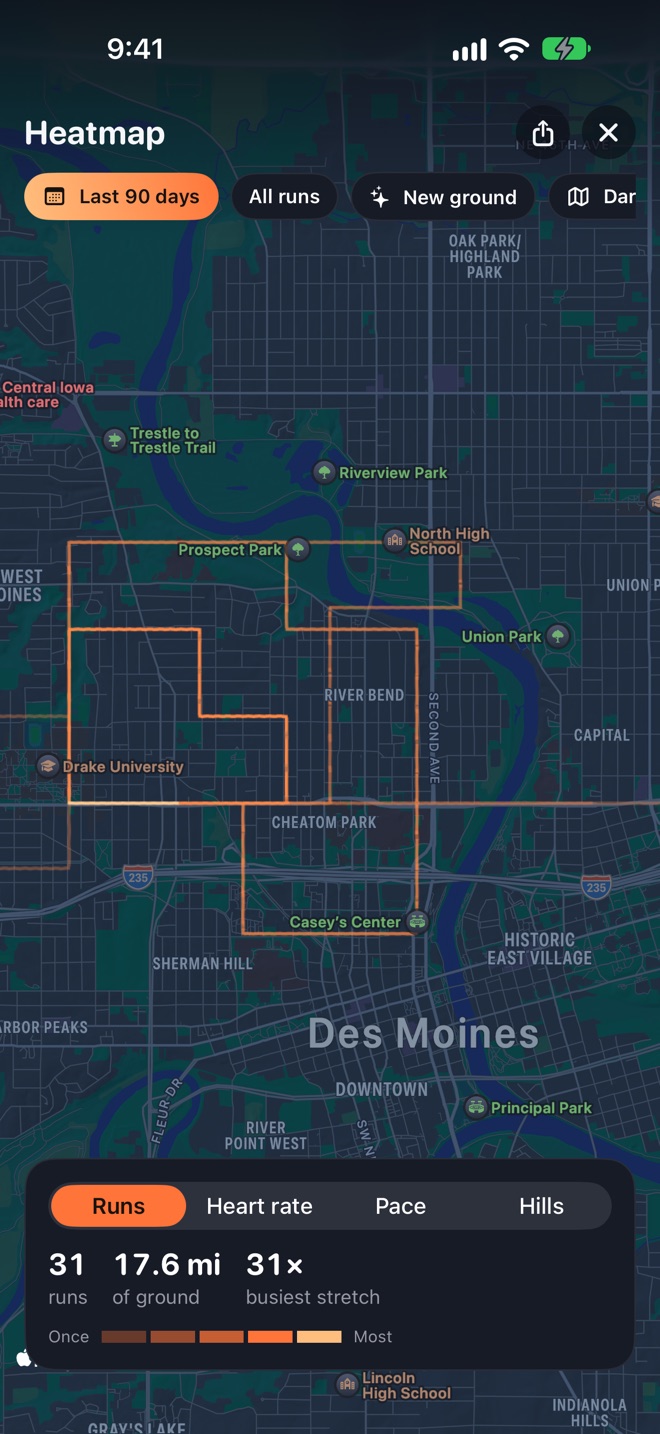 9:41
Heatmap
Last 90 days
All runs
New ground
Dar
OAK PARK/
HIGHLAND
PARK
Central Iowa
alth care
Trestle to
Trestle Trail
Riverview Park
North High
School
Prospect Park
WEST
OINES
UNION P
Union Park
RIVER BEND
SECOND AVE
CAPITAL
Drake University
CHEATOM PARK
235
235
Casey's Center
HISTORIC
EAST VILLAGE
SHERMAN HILL
ARBOR PEAKS
Des Moines
DOWNTOWN
FLEUR DR
Principal Park
RIVER
POINT WEST
SW N
Runs
Heart rate
Pace
Hills
31
17.6 mi
31×
runs
of ground
busiest stretch
Once
Most
Lincoln
High School
INDIANOLA
HILLS
GRAY'S LAKE